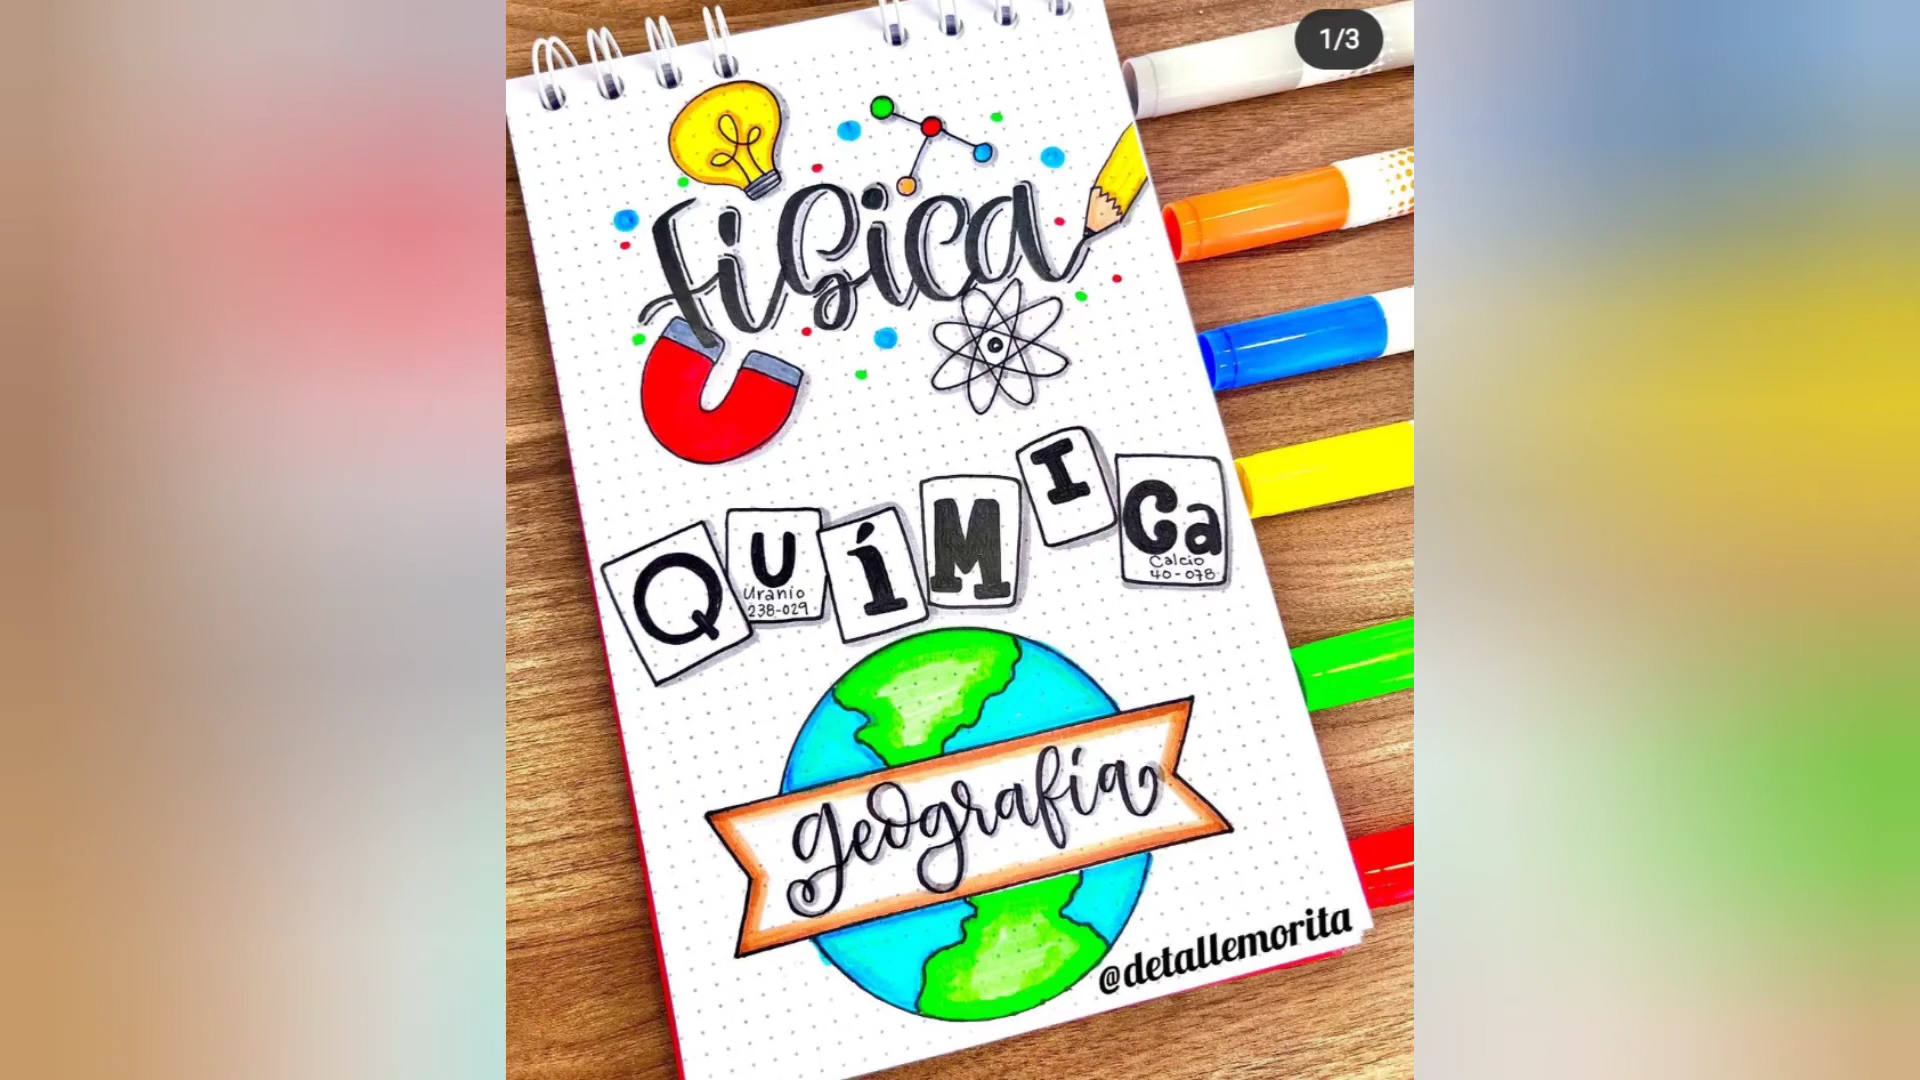 1/3
física
QUÍMICa
Uranio
238-029
Calcio
40-078
geografía
@detallemorita